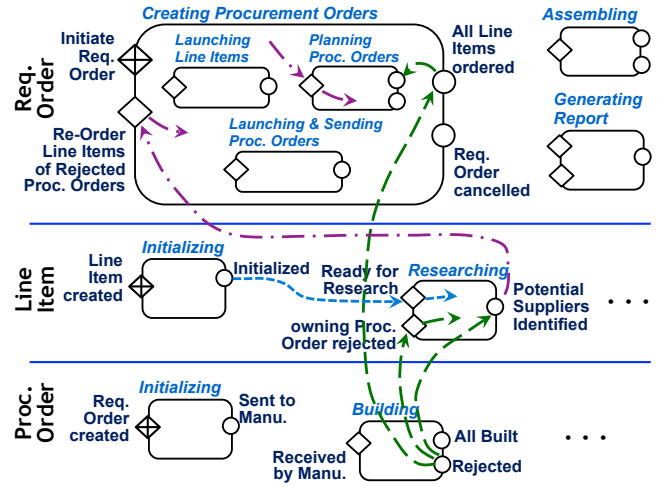 Creating Procurement Orders
Assembling
Initiate
Req.
Order
Launching
Line Items
Planning
Proc. Orders
All Line
Items
ordered
Req.
Order
Generating
Report
Launching & Sending
Proc. Orders
Re-Order
Line Items
of Rejected
Proc. Orders
Req.
Order
cancelled
Line
Item
Line
Item
created
Initializing
Initialized
Ready for
Research
Researching
owning Proc.
Order rejected
Potential
Suppliers
Identified
. . .
Proc.
Order
Req.
Order
created
Initializing
Sent to
Manu.
Building
Received
by Manu.
All Built
Rejected
. . .